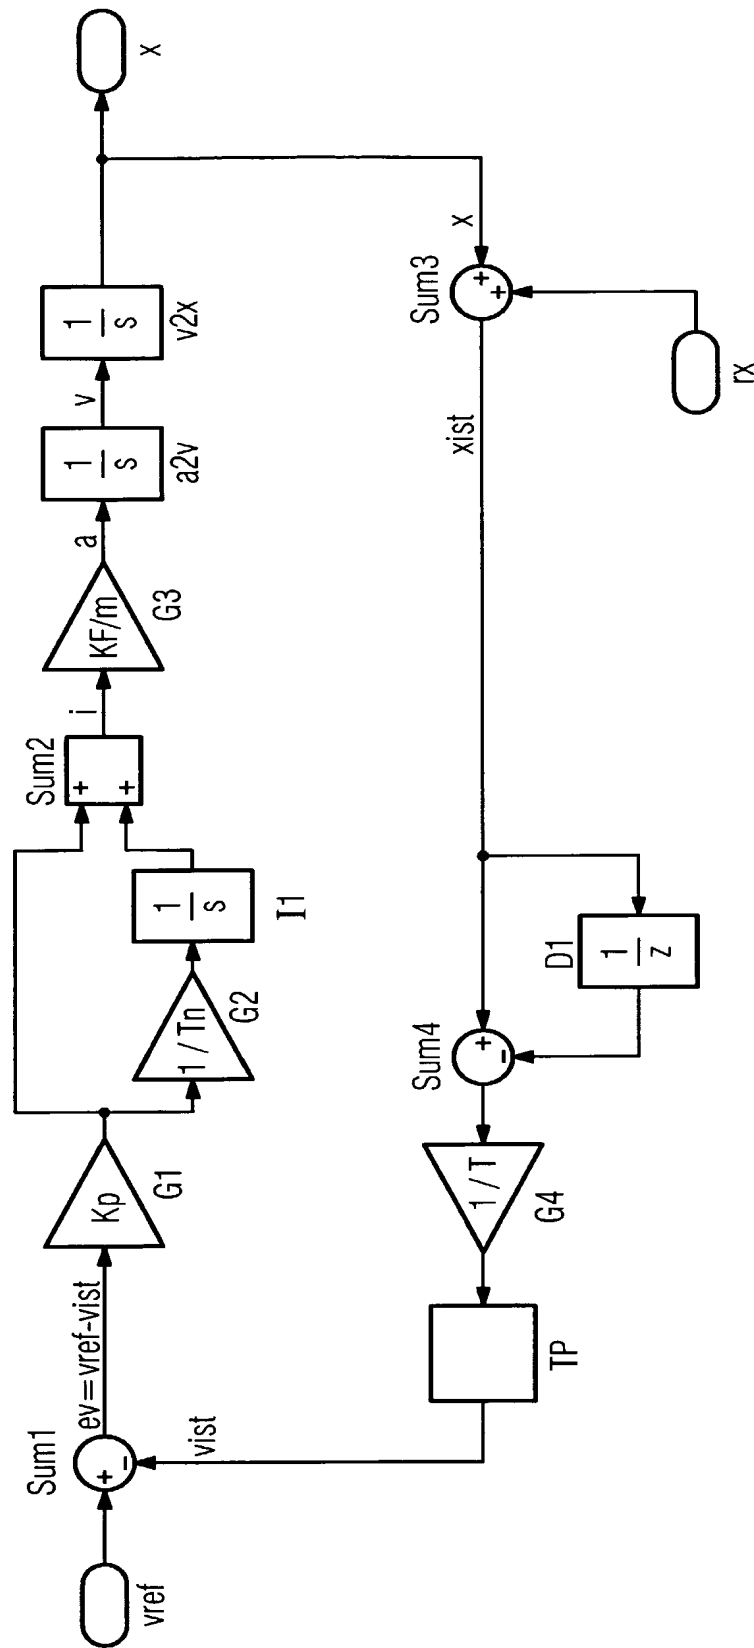 vref
Sum1
+
−
ev=vref-vist
Kp
G1
1 / Tn
G2
1
s
I1
Sum2
+
+
i
KF/m
G3
a
1
s
a2v
v
1
s
v2x
x
x
Sum3
+
+
rx
xist
D1
1
z
Sum4
+
−
1 / T
G4
TP
vist